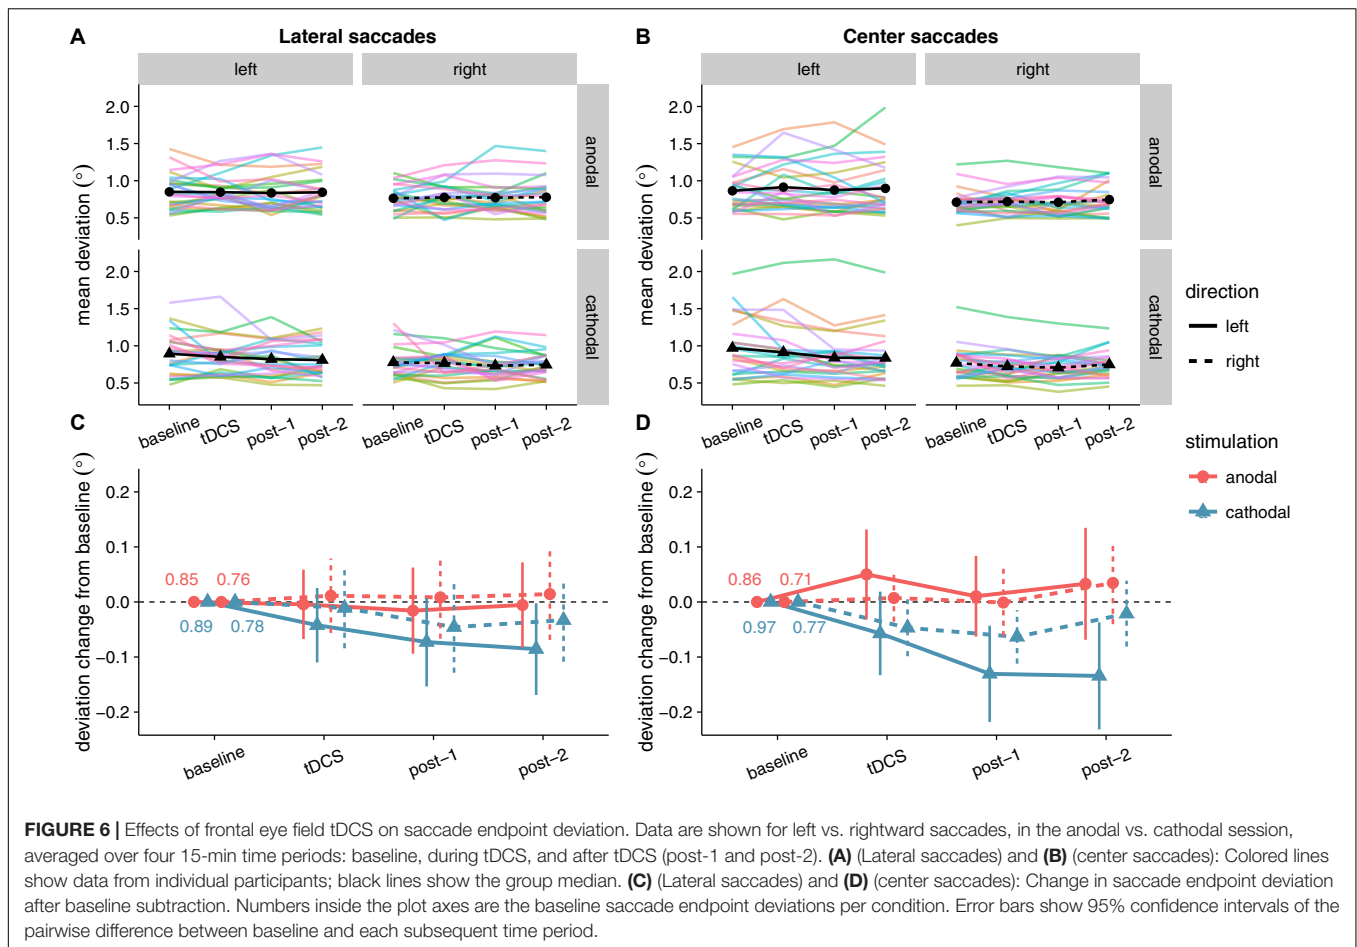 A
Lateral saccades
B
Center saccades
left
right
left
right
mean deviation (°)
2.0
1.5
1.0
0.5
anodal
mean deviation (°)
2.0
1.5
1.0
0.5
anodal
mean deviation (°)
2.0
1.5
1.0
0.5
cathodal
mean deviation (°)
2.0
1.5
1.0
0.5
cathodal
baseline
tDCS
post−1
post−2
baseline
tDCS
post−1
post−2
baseline
tDCS
post−1
post−2
baseline
tDCS
post−1
post−2
direction
left
right
stimulation
anodal
cathodal
C
deviation change from baseline (°)
0.2
0.1
0.0
−0.1
−0.2
0.85 0.76
0.89 0.78
baseline
tDCS
post−1
post−2
D
deviation change from baseline (°)
0.2
0.1
0.0
−0.1
−0.2
0.86 0.71
0.97 0.77
baseline
tDCS
post−1
post−2
FIGURE 6 | Effects of frontal eye field tDCS on saccade endpoint deviation. Data are shown for left vs. rightward saccades, in the anodal vs. cathodal session,
averaged over four 15-min time periods: baseline, during tDCS, and after tDCS (post-1 and post-2). (A) (Lateral saccades) and (B) (center saccades): Colored lines
show data from individual participants; black lines show the group median. (C) (Lateral saccades) and (D) (center saccades): Change in saccade endpoint deviation
after baseline subtraction. Numbers inside the plot axes are the baseline saccade endpoint deviations per condition. Error bars show 95% confidence intervals of the
pairwise difference between baseline and each subsequent time period.